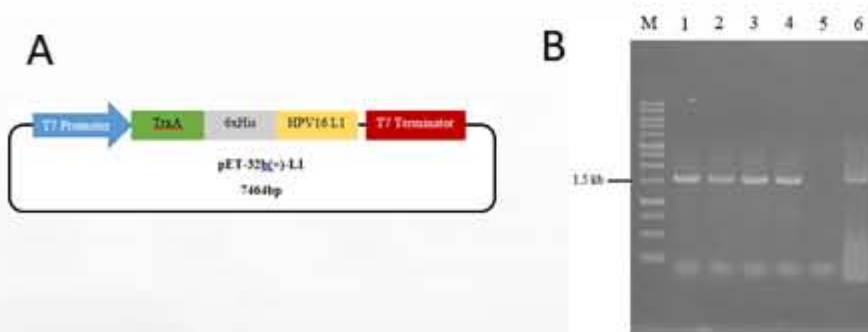 A
T7 Promoter
TrxA
6xHis
HPV16 L1
T7 Terminator
pET-32b(+)-L1
7464bp
B
M 1 2 3 4 5 6
1.5 kb